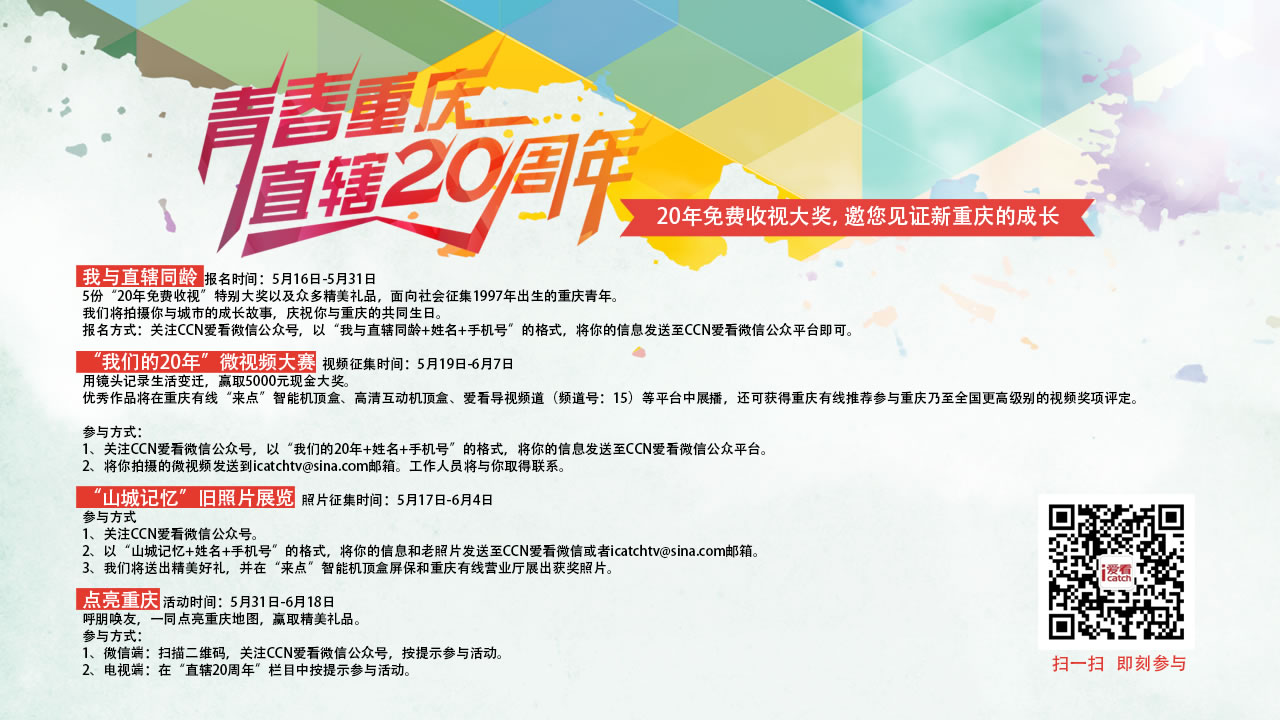 青春重庆
直辖20周年
20年免费收视大奖, 邀您见证新重庆的成长
我与直辖同龄 报名时间：5月16日-5月31日
5份“20年免费收视”特别大奖以及众多精美礼品，面向社会征集1997年出生的重庆青年。
我们将拍摄你与城市的成长故事，庆祝你与重庆的共同生日。
报名方式：关注CCN爱看微信公众号，以“我与直辖同龄+姓名+手机号”的格式，将你的信息发送至CCN爱看微信公众平台即可。
“我们的20年”微视频大赛 视频征集时间：5月19日-6月7日
用镜头记录生活变迁，赢取5000元现金大奖。
优秀作品将在重庆有线“来点”智能机顶盒、高清互动机顶盒、爱看导视频道（频道号：15）等平台中展播，还可获得重庆有线推荐参与重庆乃至全国更高级别的视频奖项评定。
参与方式：
1、关注CCN爱看微信公众号，以“我们的20年+姓名+手机号”的格式，将你的信息发送至CCN爱看微信公众平台。
2、将你拍摄的微视频发送到icatchtv@sina.com邮箱。工作人员将与你取得联系。
“山城记忆”旧照片展览 照片征集时间：5月17日-6月4日
参与方式
1、关注CCN爱看微信公众号。
2、以“山城记忆+姓名+手机号”的格式，将你的信息和老照片发送至CCN爱看微信或者icatchtv@sina.com邮箱。
3、我们将送出精美好礼，并在“来点”智能机顶盒屏保和重庆有线营业厅展出获奖照片。
点亮重庆 活动时间：5月31日-6月18日
呼朋唤友，一同点亮重庆地图，赢取精美礼品。
参与方式：
1、微信端：扫描二维码，关注CCN爱看微信公众号，按提示参与活动。
2、电视端：在“直辖20周年”栏目中按提示参与活动。
i爱看
catch
扫一扫 即刻参与